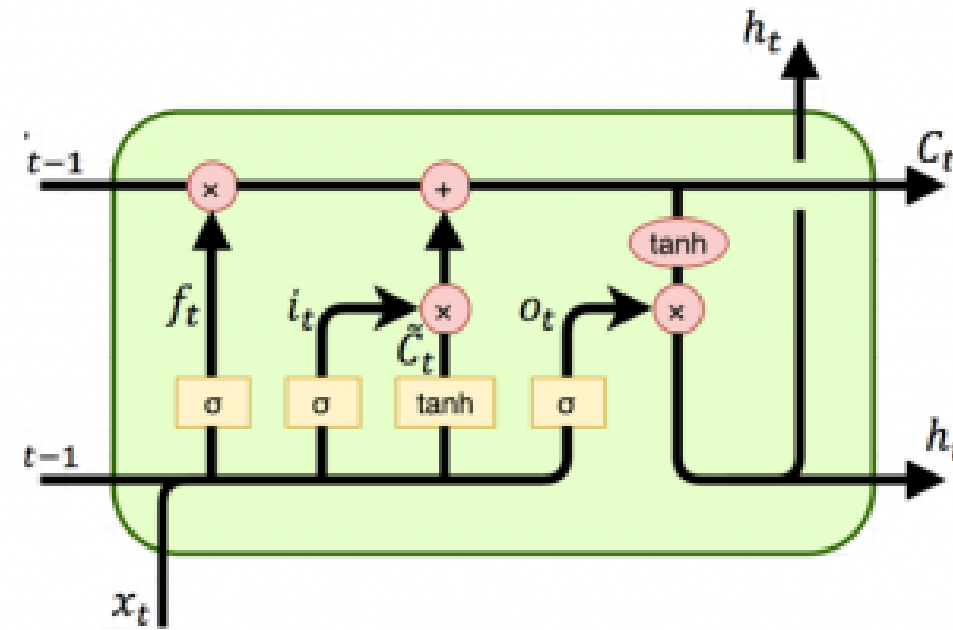 h_t
t−1
C_t
×
+
tanh
f_t
i_t
×
o_t
×
C̃_t
σ
σ
tanh
σ
t−1
h
x_t